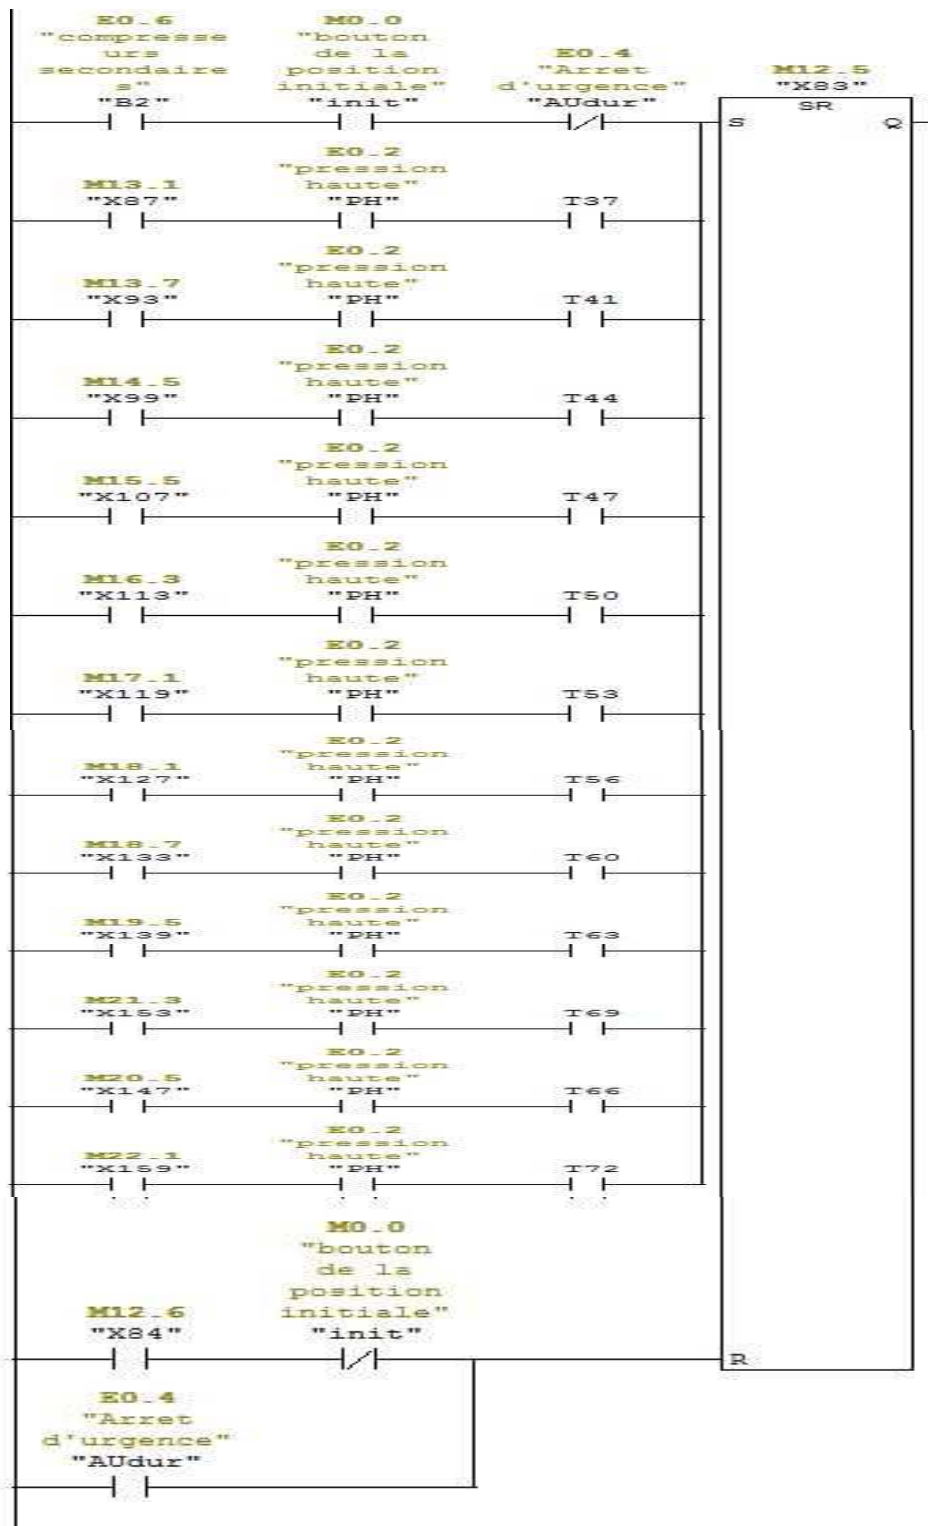 E0.6
"compresse
urs
secondaire
s"
"B2"
M0.0
"bouton
de la
position
initiale"
"init"
E0.4
"Arret
d'urgence"
"AUdur"
M12.5
"X83"
SR
S
Q
M13.1
"X87"
E0.2
"pression
haute"
"PH"
T37
M13.7
"X93"
E0.2
"pression
haute"
"PH"
T41
M14.5
"X99"
E0.2
"pression
haute"
"PH"
T44
M15.5
"X107"
E0.2
"pression
haute"
"PH"
T47
M16.3
"X113"
E0.2
"pression
haute"
"PH"
T50
M17.1
"X119"
E0.2
"pression
haute"
"PH"
T53
M18.1
"X127"
E0.2
"pression
haute"
"PH"
T56
M18.7
"X133"
E0.2
"pression
haute"
"PH"
T60
M19.5
"X139"
E0.2
"pression
haute"
"PH"
T63
M21.3
"X153"
E0.2
"pression
haute"
"PH"
T69
M20.5
"X147"
E0.2
"pression
haute"
"PH"
T66
M22.1
"X159"
E0.2
"pression
haute"
"PH"
T72
M12.6
"X84"
M0.0
"bouton
de la
position
initiale"
"init"
R
E0.4
"Arret
d'urgence"
"AUdur"